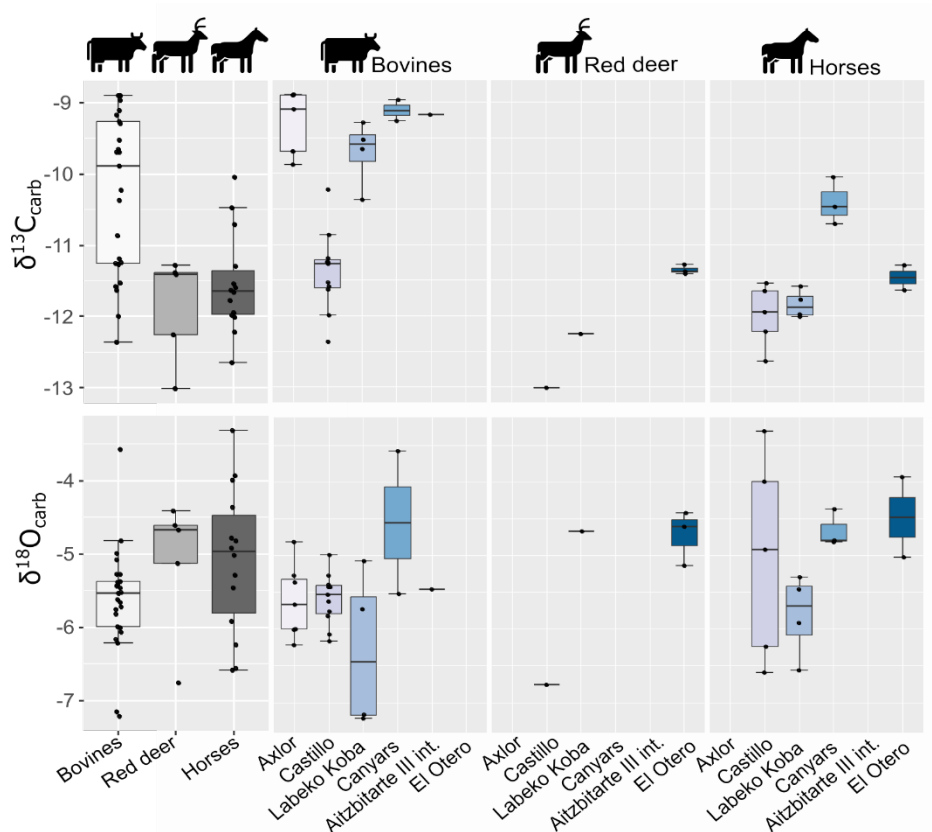 Bovines
Red deer
Horses
δ13Ccarb
-9
-10
-11
-12
-13
δ18Ocarb
-4
-5
-6
-7
Bovines
Red deer
Horses
Axlor
Castillo
Labeko Koba
Canyars
Aitzbitarte III int.
El Otero
Axlor
Castillo
Labeko Koba
Canyars
Aitzbitarte III int.
El Otero
Axlor
Castillo
Labeko Koba
Canyars
Aitzbitarte III int.
El Otero